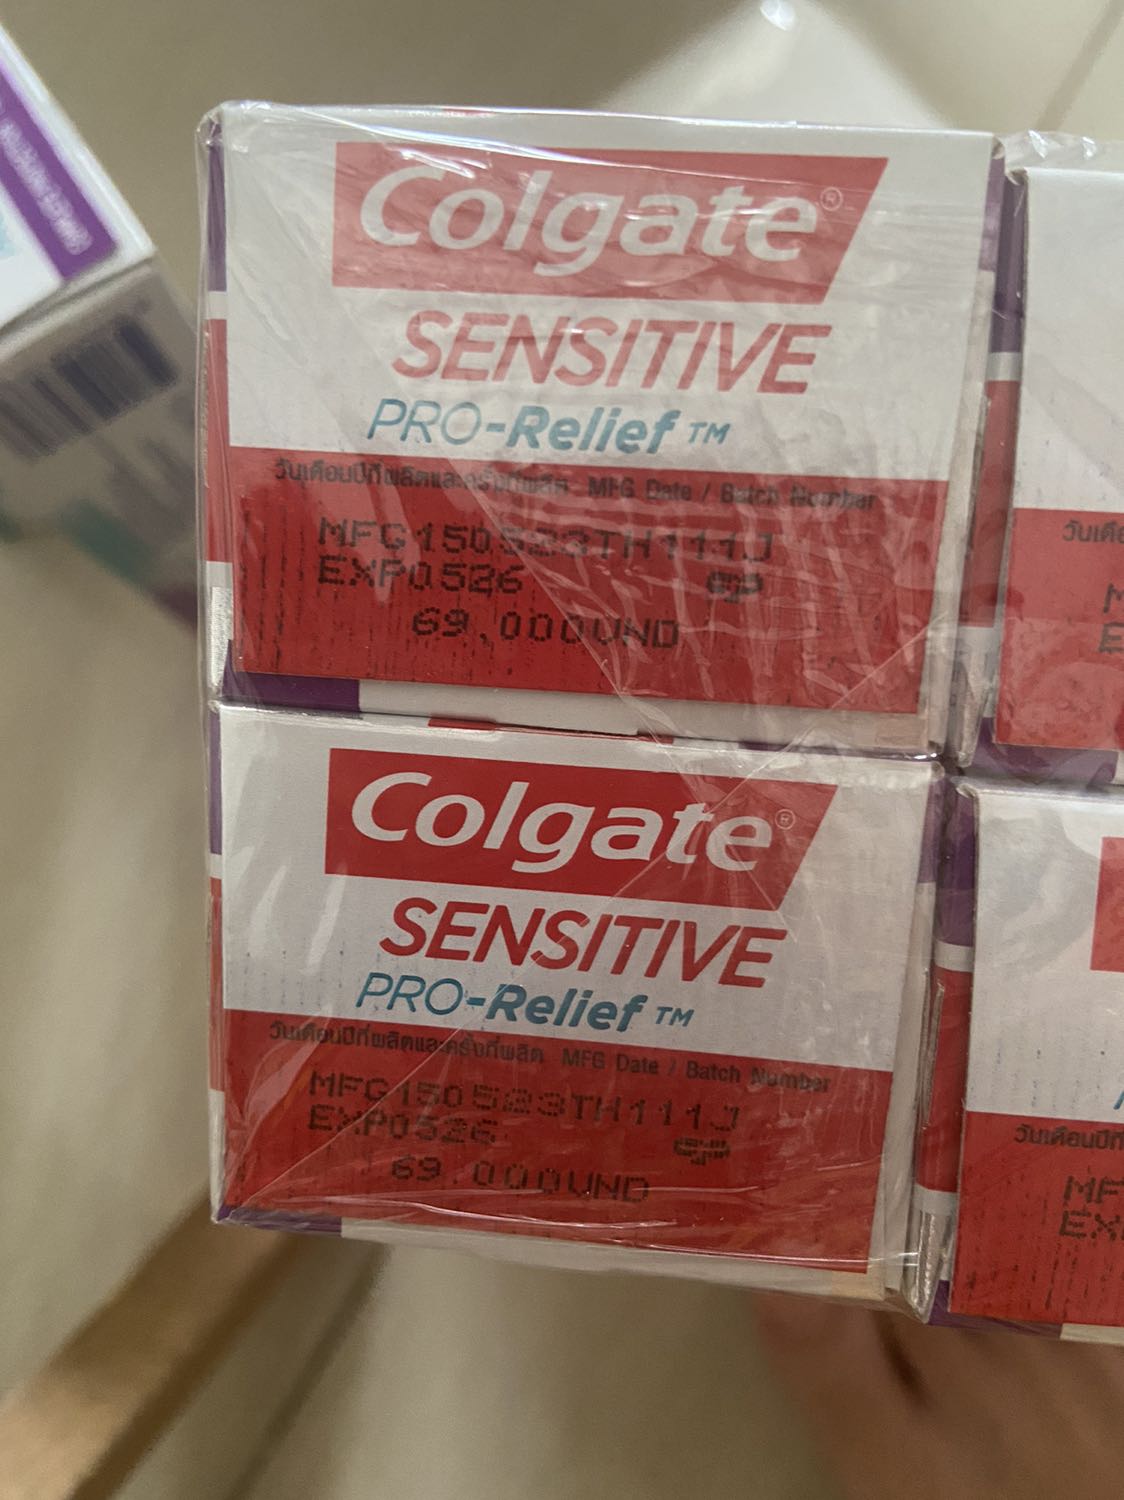 Colgate®
SENSITIVE
PRO-Relief™
วันเดือนปีที่ผลิตและครั้งที่ผลิต MFG Date / Batch Number
MFG150523TH111J
EXP0526
69.000VND
Colgate®
SENSITIVE
PRO-Relief™
วันเดือนปีที่ผลิตและครั้งที่ผลิต MFG Date / Batch Number
MFG150523TH111J
EXP0526
69.000VND